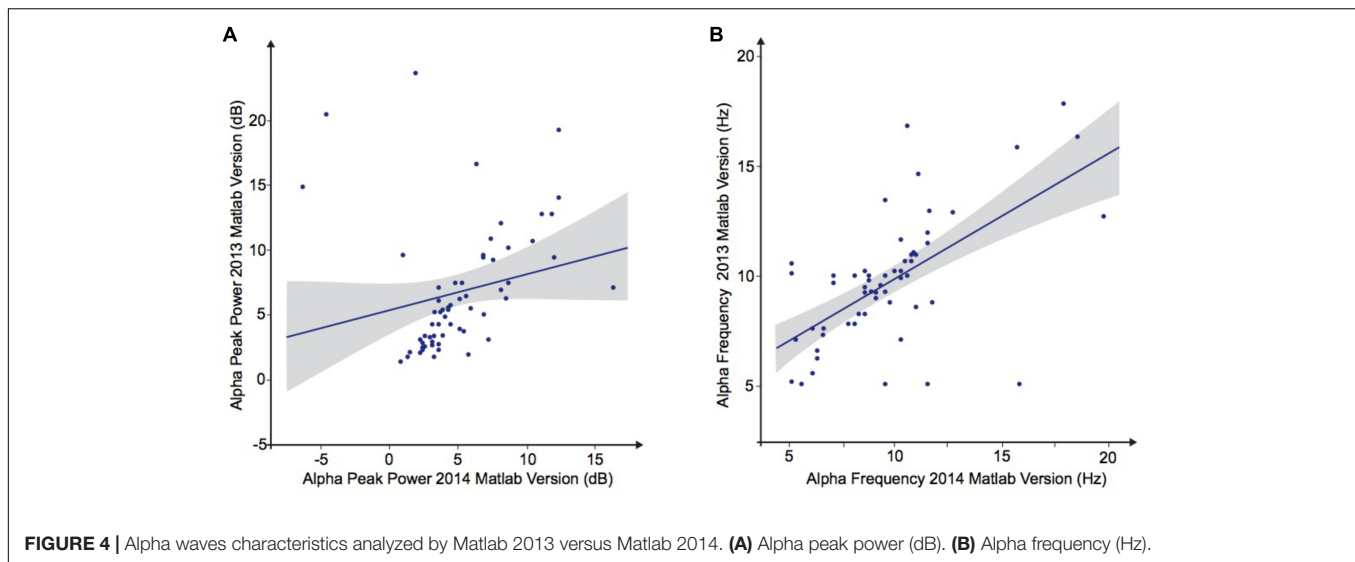 A
Alpha Peak Power 2013 Matlab Version (dB)
20
15
10
5
0
-5
-5
0
5
10
15
Alpha Peak Power 2014 Matlab Version (dB)
B
Alpha Frequency 2013 Matlab Version (Hz)
20
15
10
5
5
10
15
20
Alpha Frequency 2014 Matlab Version (Hz)
FIGURE 4 | Alpha waves characteristics analyzed by Matlab 2013 versus Matlab 2014. (A) Alpha peak power (dB). (B) Alpha frequency (Hz).